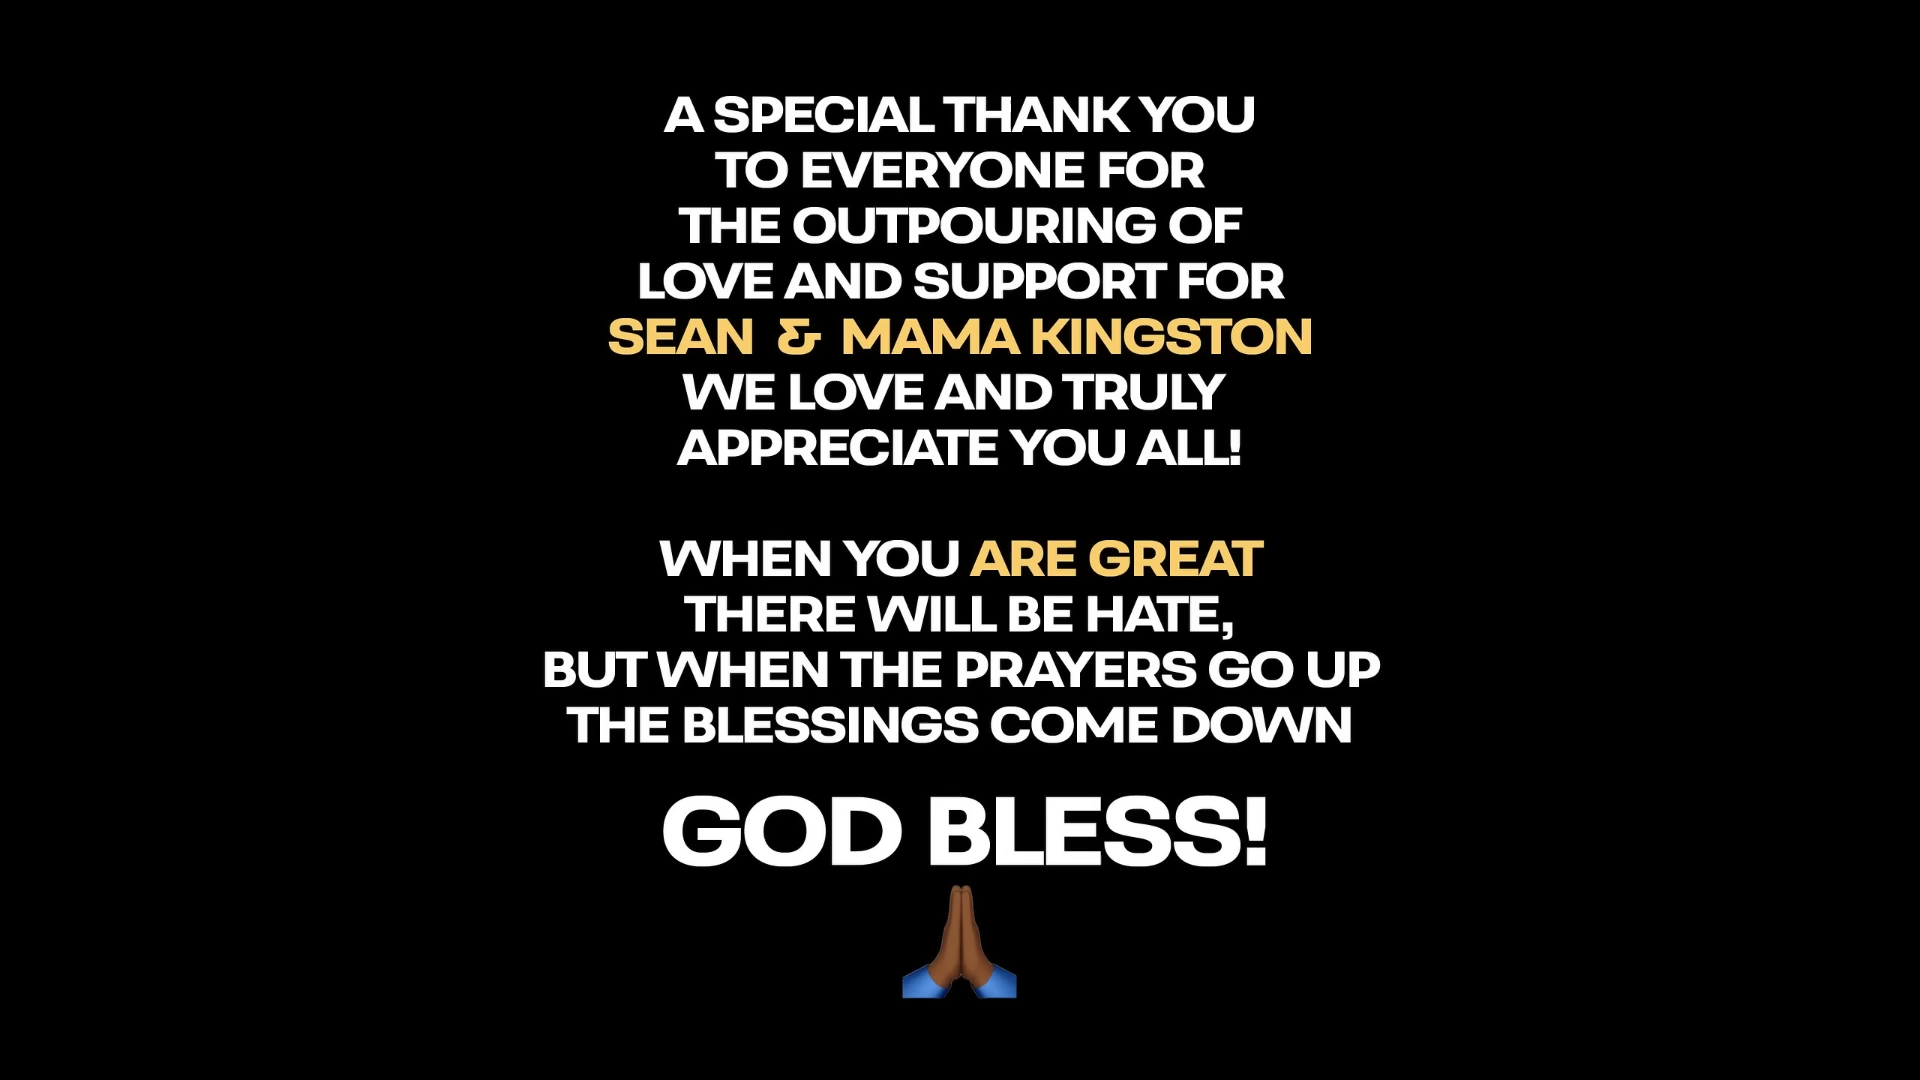 A SPECIAL THANK YOU
TO EVERYONE FOR
THE OUTPOURING OF
LOVE AND SUPPORT FOR
SEAN & MAMA KINGSTON
WE LOVE AND TRULY
APPRECIATE YOU ALL!
WHEN YOU ARE GREAT
THERE WILL BE HATE,
BUT WHEN THE PRAYERS GO UP
THE BLESSINGS COME DOWN
GOD BLESS!